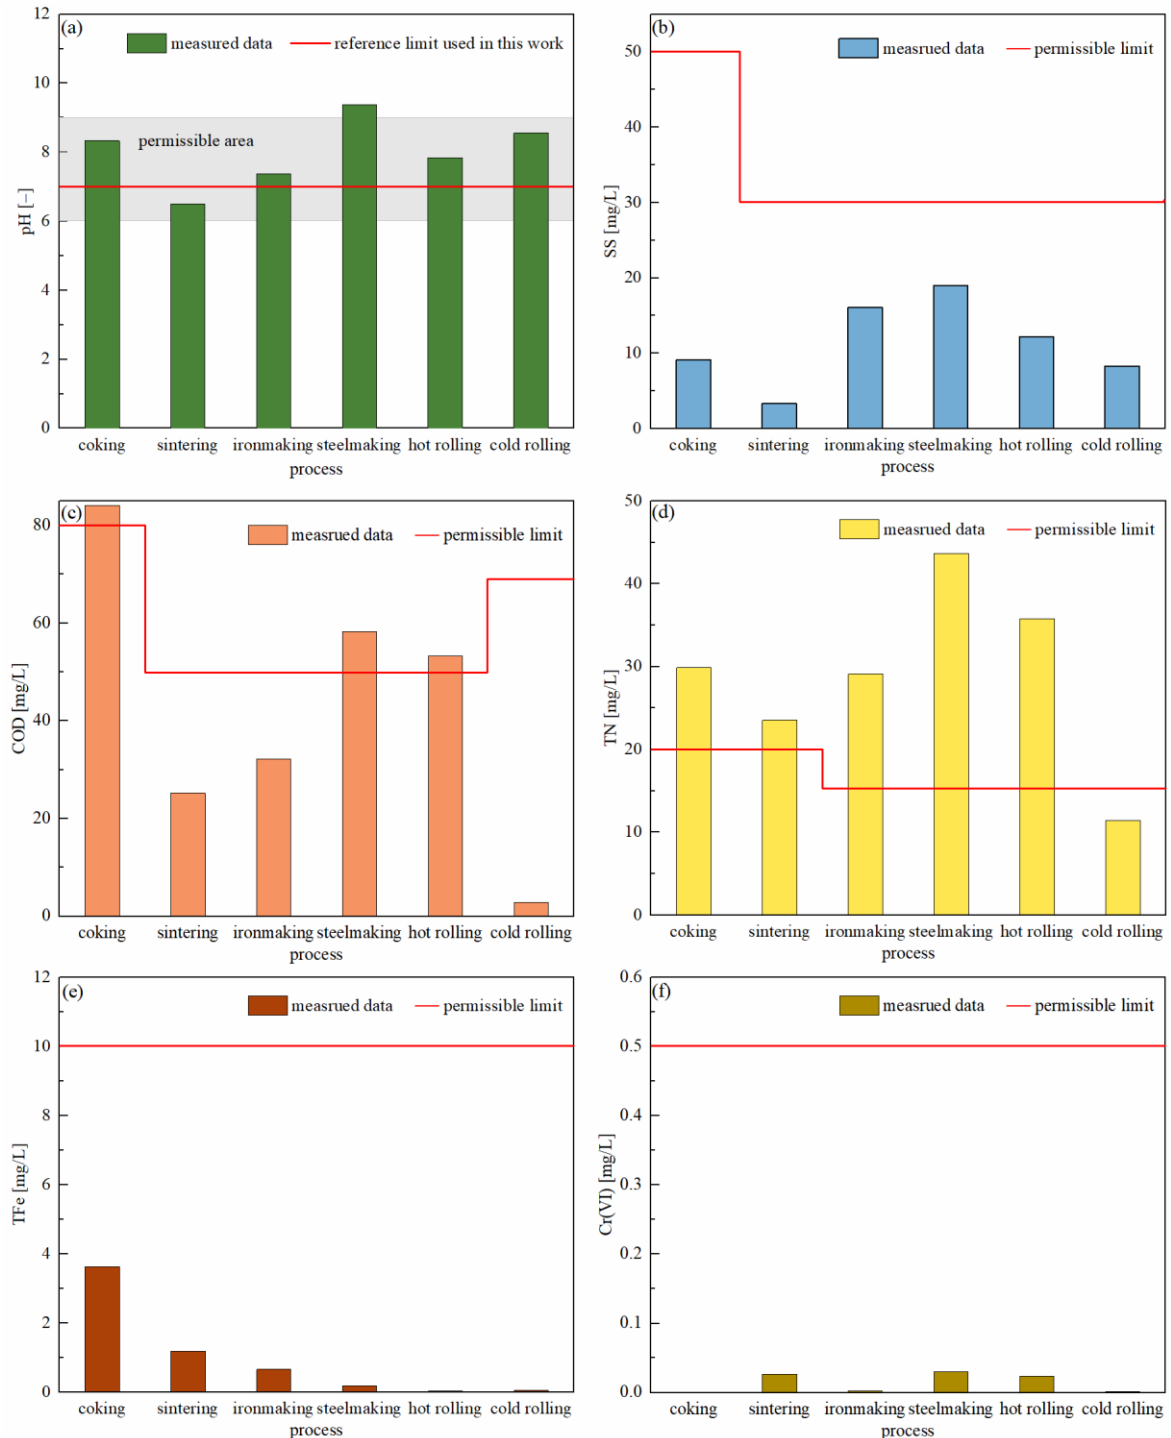 (a)
measured data
reference limit used in this work
permissible area
pH [−]
12
10
8
6
4
2
0
coking sintering ironmaking steelmaking hot rolling cold rolling
process
(b)
measrued data
permissible limit
SS [mg/L]
50
40
30
20
10
0
coking sintering ironmaking steelmaking hot rolling cold rolling
process
(c)
measrued data
permissible limit
COD [mg/L]
80
60
40
20
0
coking sintering ironmaking steelmaking hot rolling cold rolling
process
(d)
measrued data
permissible limit
TN [mg/L]
50
40
30
20
10
0
coking sintering ironmaking steelmaking hot rolling cold rolling
process
(e)
measrued data
permissible limit
TFe [mg/L]
12
10
8
6
4
2
0
coking sintering ironmaking steelmaking hot rolling cold rolling
process
(f)
measrued data
permissible limit
Cr(VI) [mg/L]
0.6
0.5
0.4
0.3
0.2
0.1
0.0
coking sintering ironmaking steelmaking hot rolling cold rolling
process